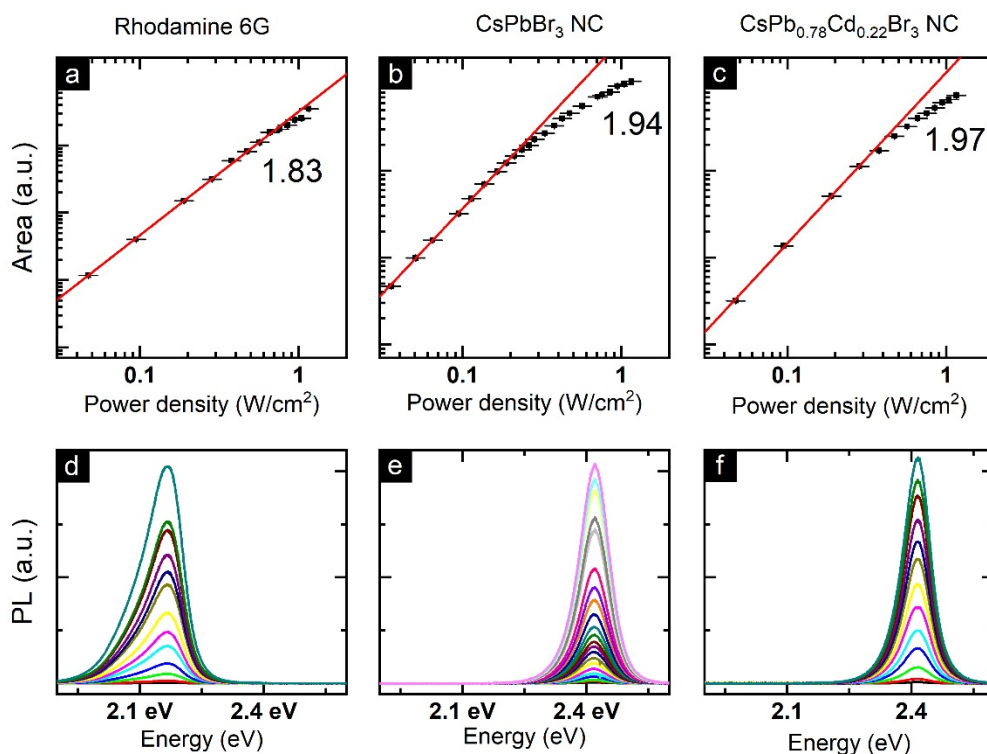 Rhodamine 6G
CsPbBr₃ NC
CsPb₀.₇₈Cd₀.₂₂Br₃ NC
a
b
c
1.83
1.94
1.97
Area (a.u.)
0.1
1
0.1
1
0.1
1
Power density (W/cm²)
Power density (W/cm²)
Power density (W/cm²)
d
e
f
PL (a.u.)
2.1 eV
2.4 eV
2.1 eV
2.4 eV
2.1
2.4
Energy (eV)
Energy (eV)
Energy (eV)